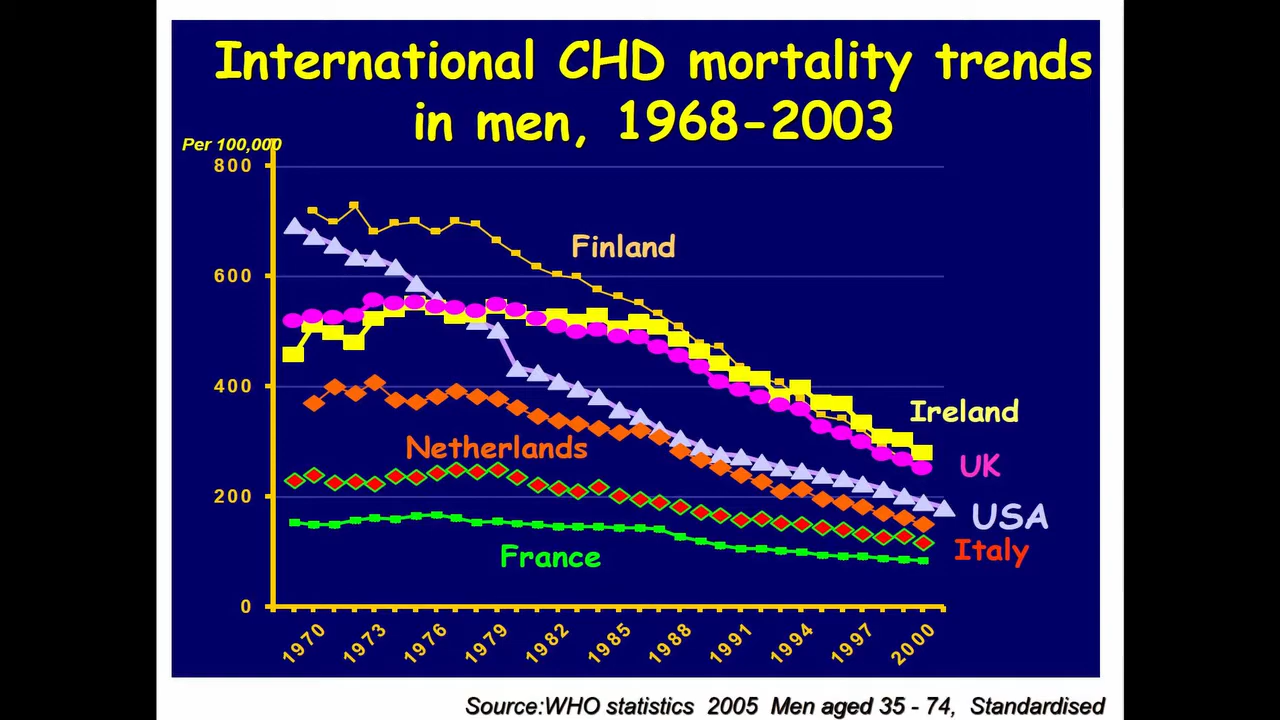 International CHD mortality trends
in men, 1968-2003
Per 100,000
800
600
400
200
0
Finland
Ireland
Netherlands
UK
USA
Italy
France
1970 1973 1976 1979 1982 1985 1988 1991 1994 1997 2000
Source:WHO statistics 2005 Men aged 35 - 74, Standardised